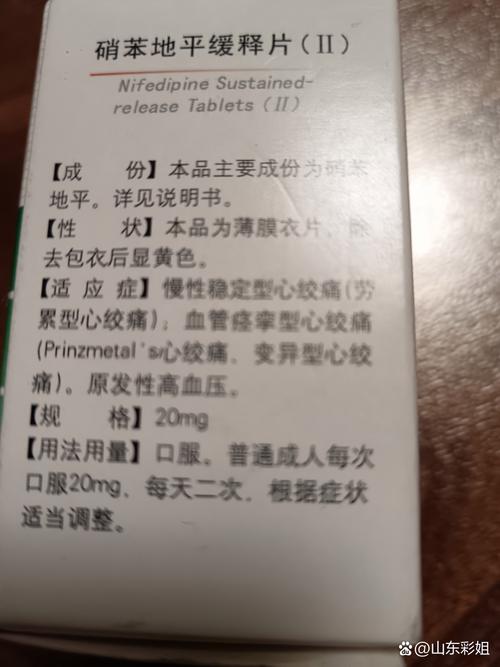 硝苯地平缓释片(Ⅱ)
Nifedipine Sustained-
release Tablets(Ⅱ)
【成 份】本品主要成份为硝苯
地平。详见说明书。
【性 状】本品为薄膜衣片，除
去包衣后显黄色。
【适 应 症】慢性稳定型心绞痛(劳
累型心绞痛)；血管痉挛型心绞痛
(Prinzmetal's心绞痛、变异型心绞
痛)。原发性高血压。
【规 格】20mg
【用法用量】口服。普通成人每次
口服20mg，每天二次，根据症状
适当调整。
@山东彩姐